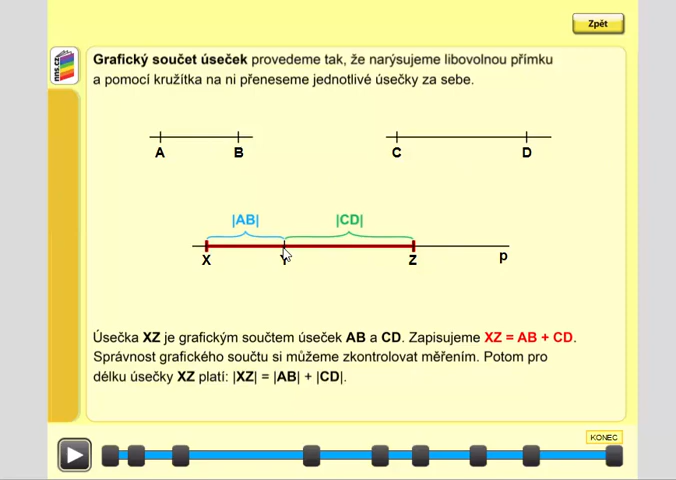 Zpět
nns.cz
Grafický součet úseček provedeme tak, že narýsujeme libovolnou přímku
a pomocí kružítka na ni přeneseme jednotlivé úsečky za sebe.
A B C D
|AB| |CD|
X Y Z p
Úsečka XZ je grafickým součtem úseček AB a CD. Zapisujeme XZ = AB + CD.
Správnost grafického součtu si můžeme zkontrolovat měřením. Potom pro
délku úsečky XZ platí: |XZ| = |AB| + |CD|.
KONEC